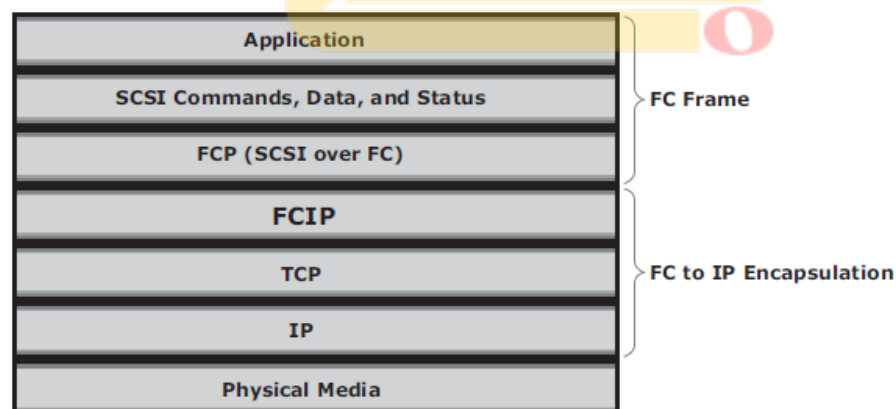 Application
SCSI Commands, Data, and Status
FC Frame
FCP (SCSI over FC)
FCIP
TCP
FC to IP Encapsulation
IP
Physical Media